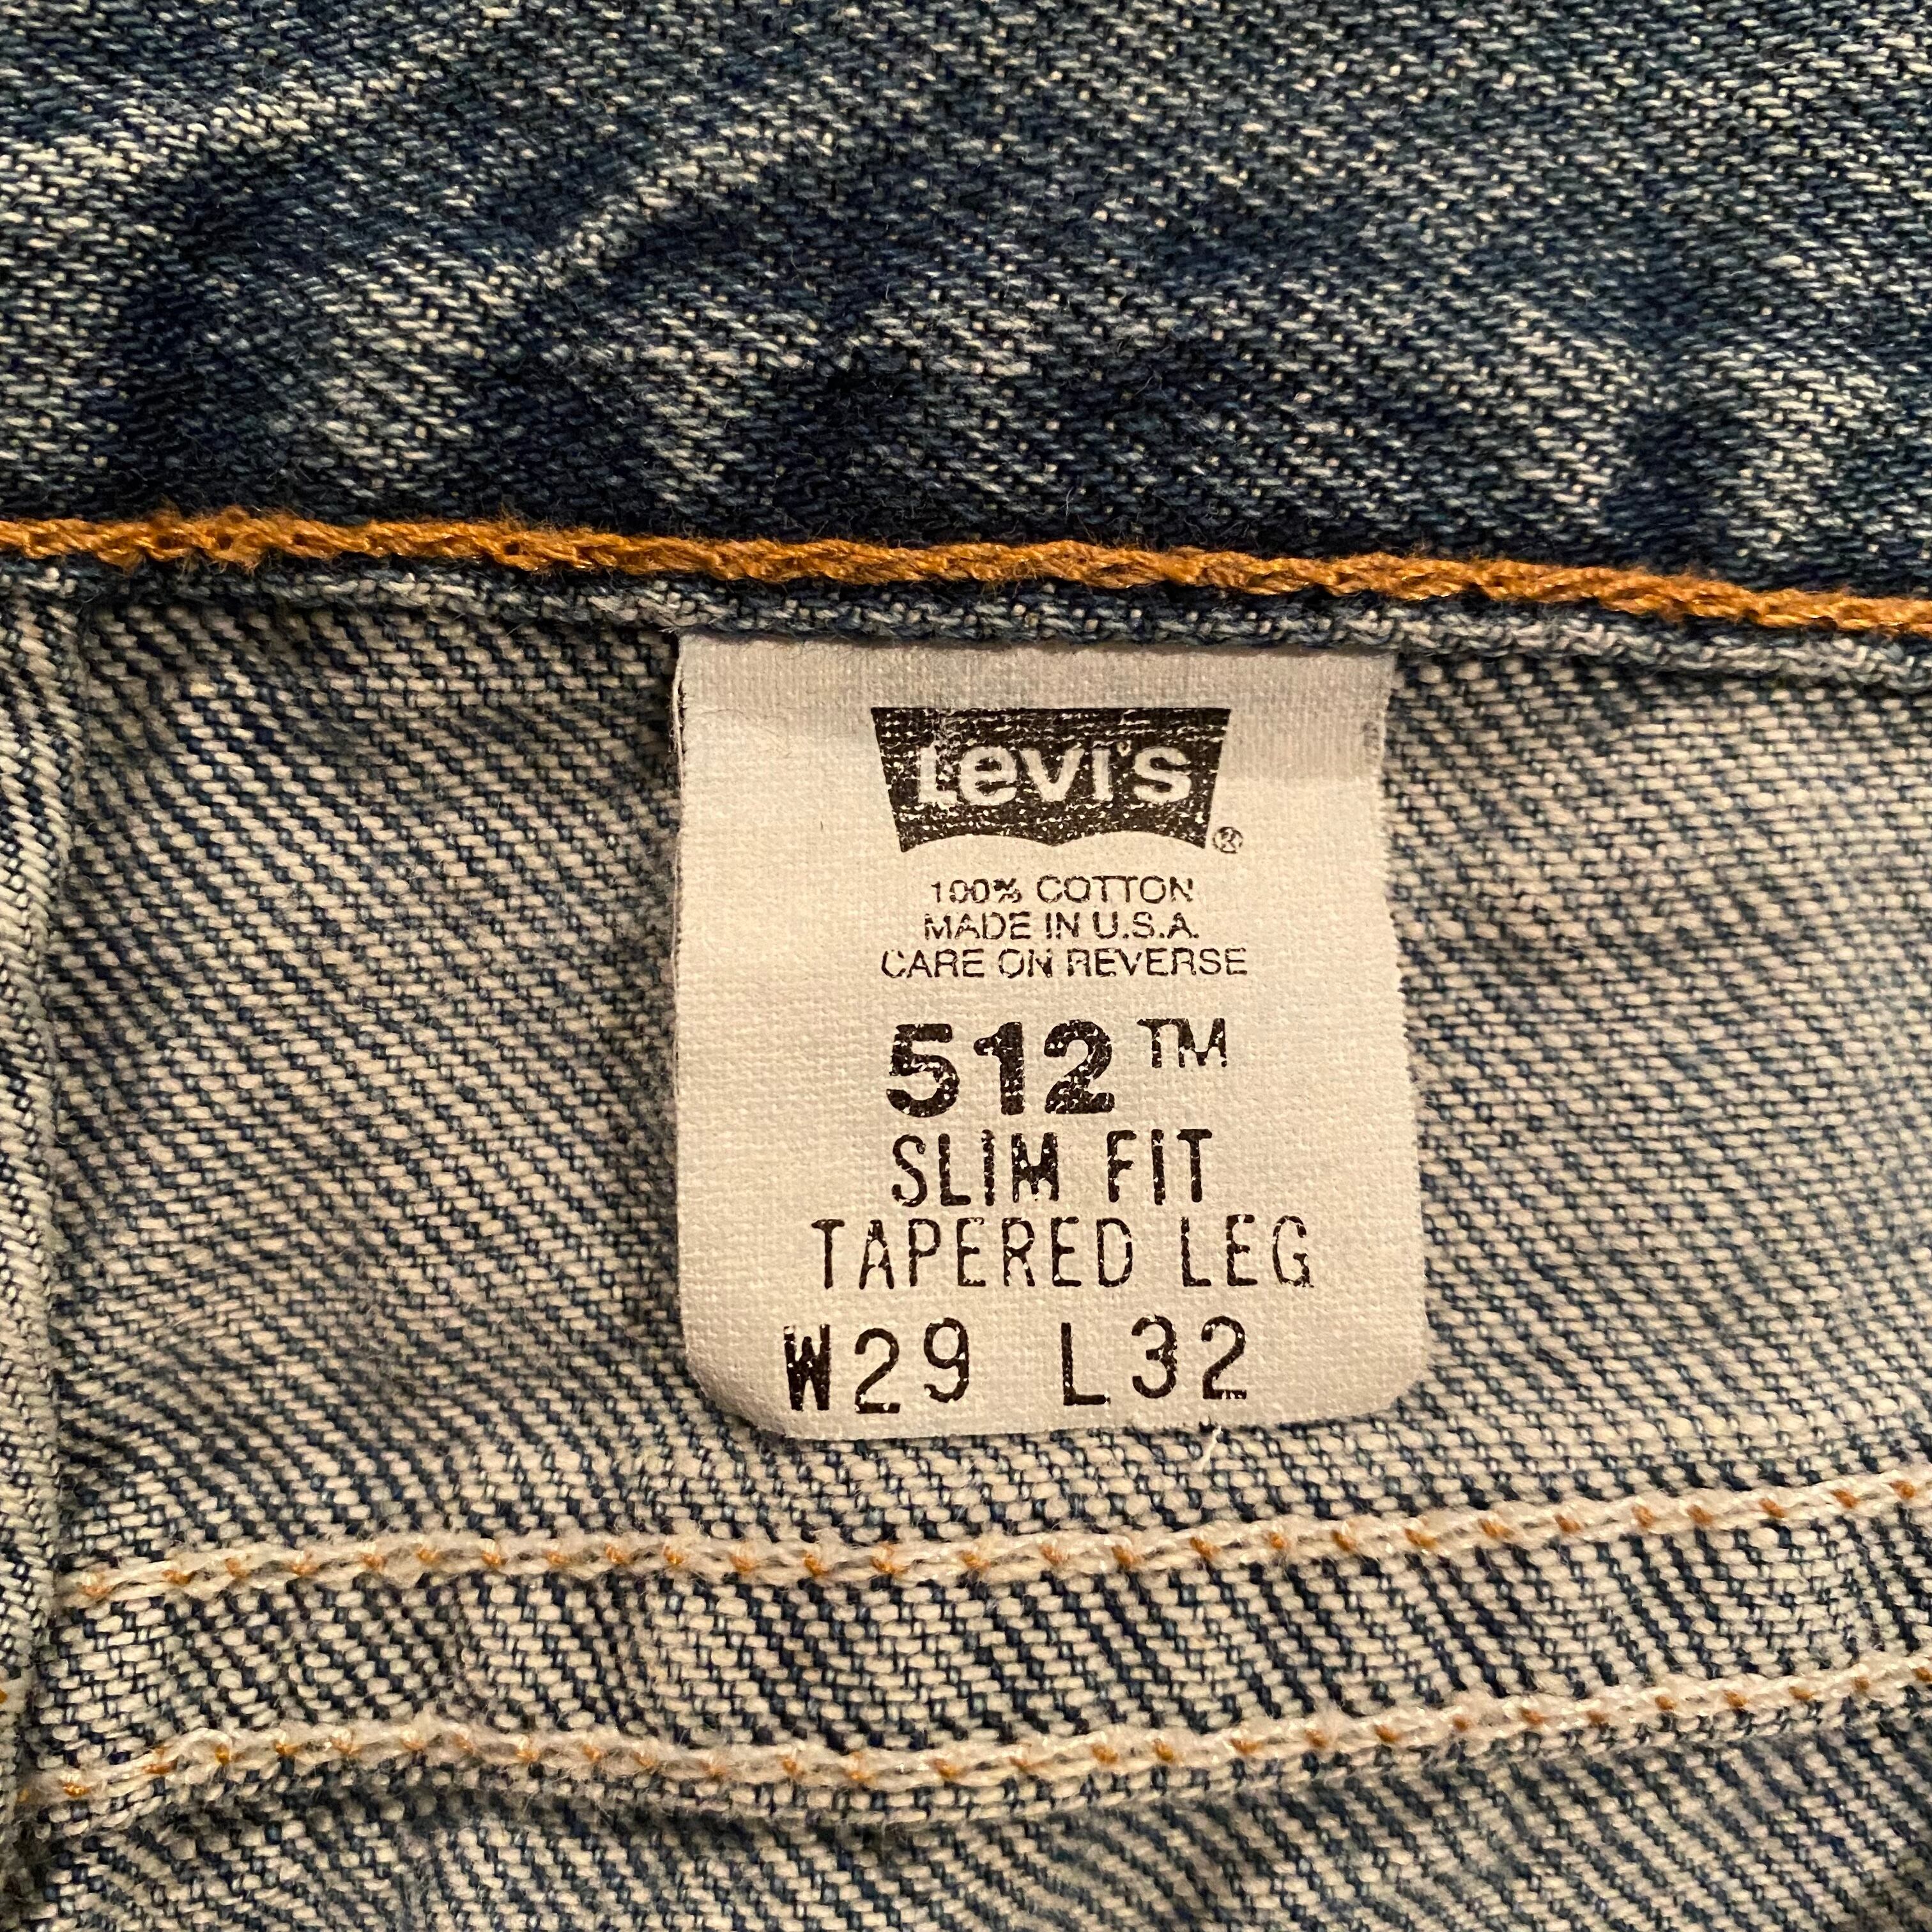 Levi's ®
100% COTTON
MADE IN U.S.A.
CARE ON REVERSE
512™
SLIM FIT
TAPERED LEG
W29 L32